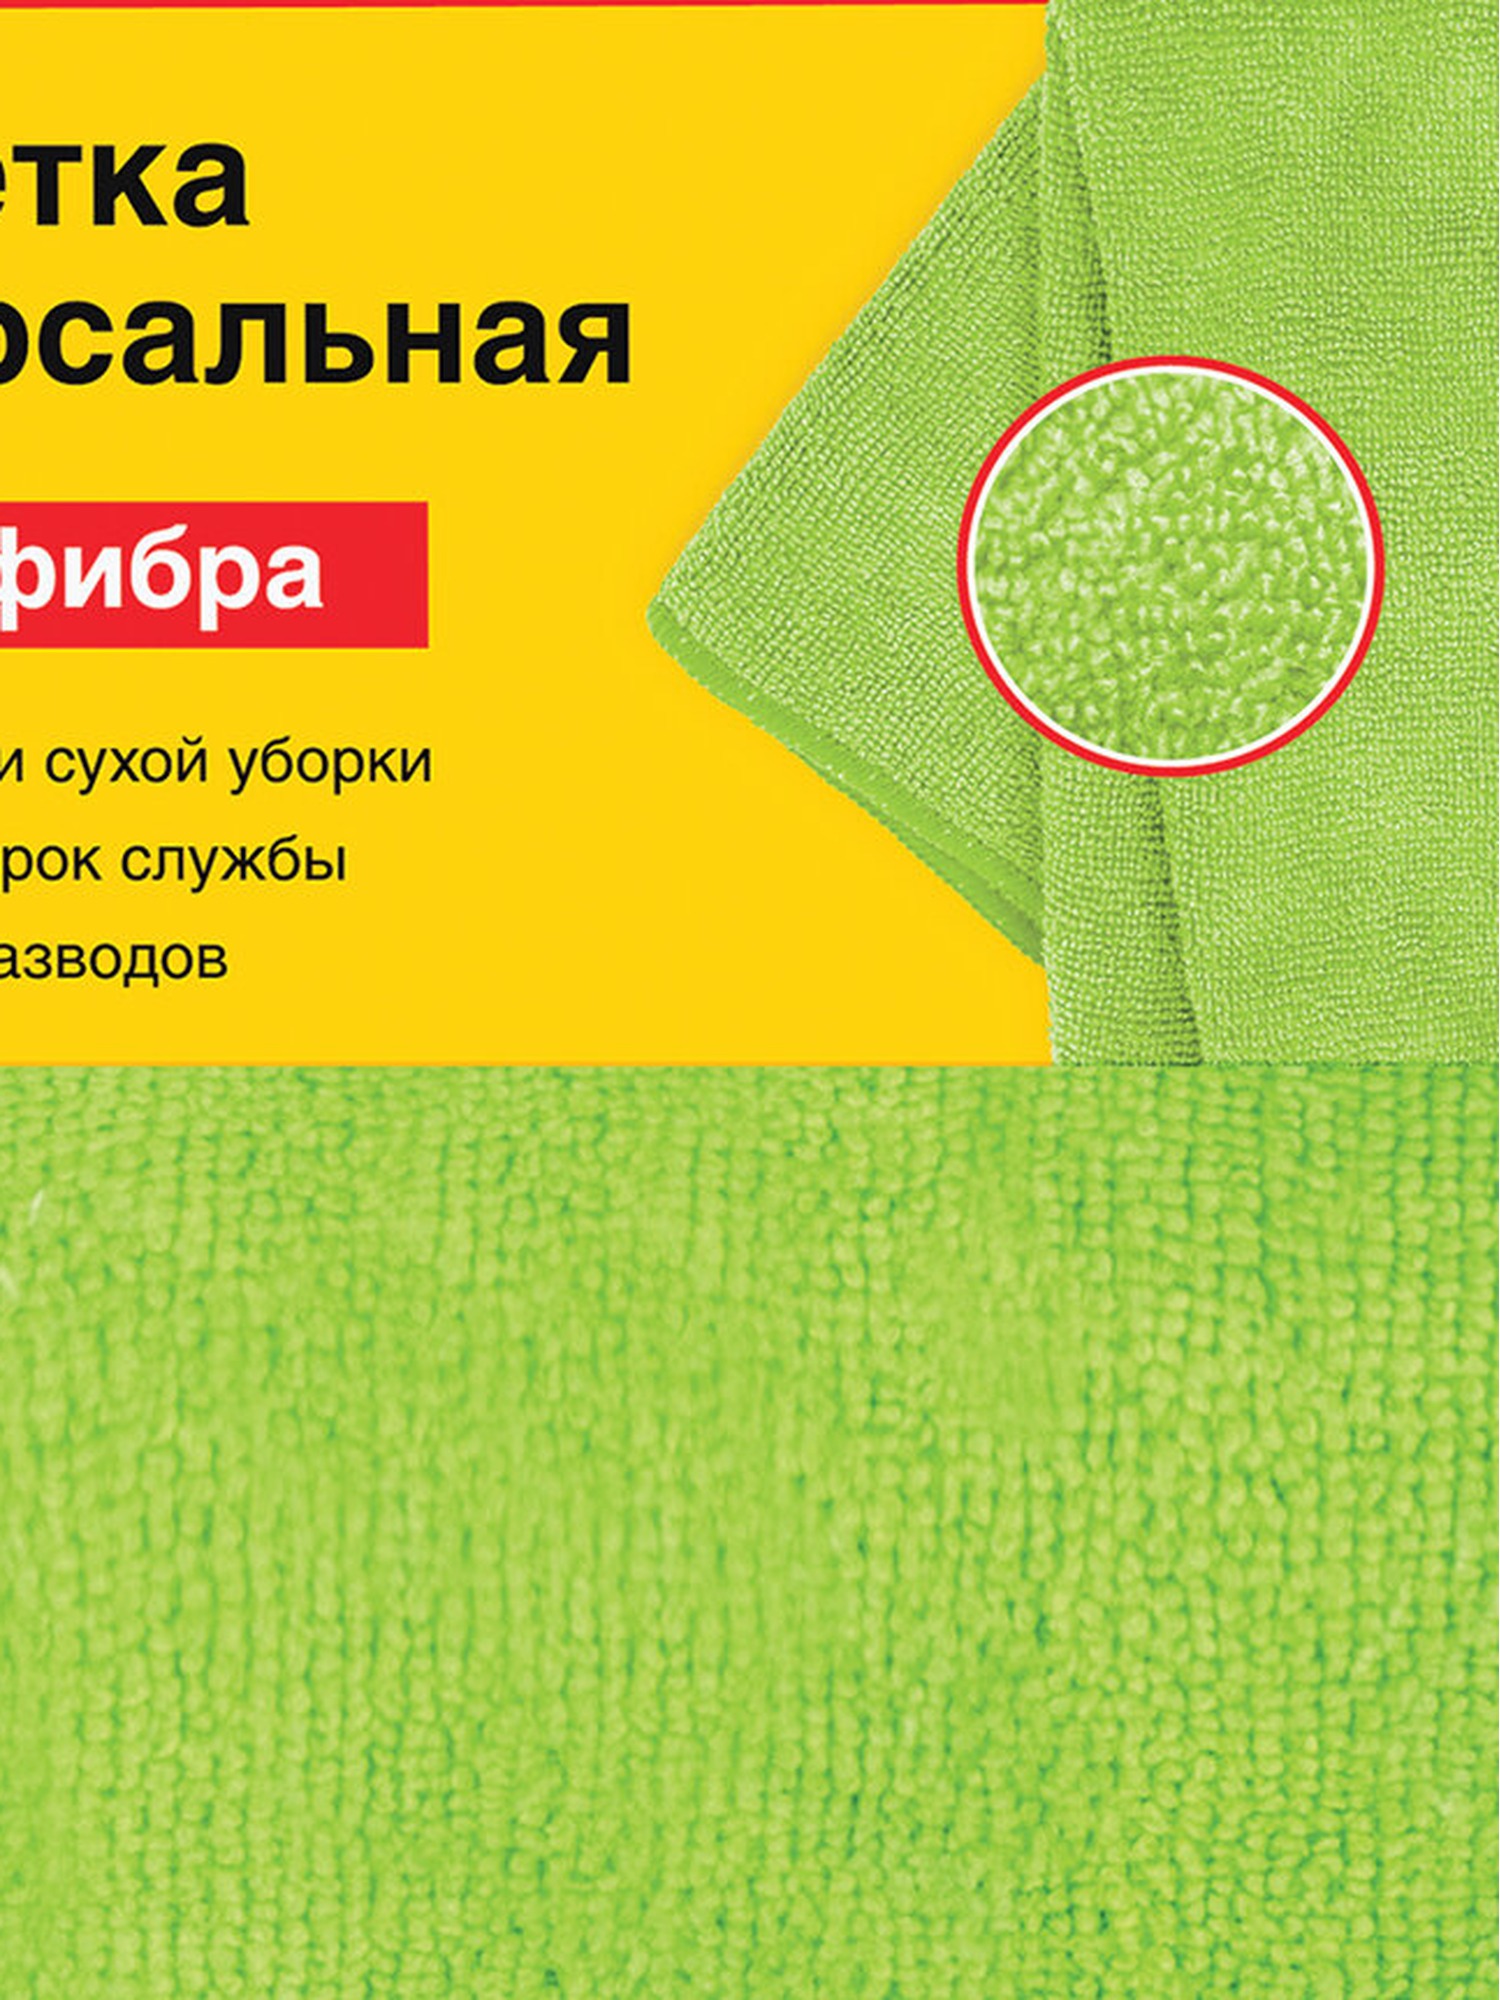 етка
рсальная
фибра
и сухой уборки
рок службы
азводов